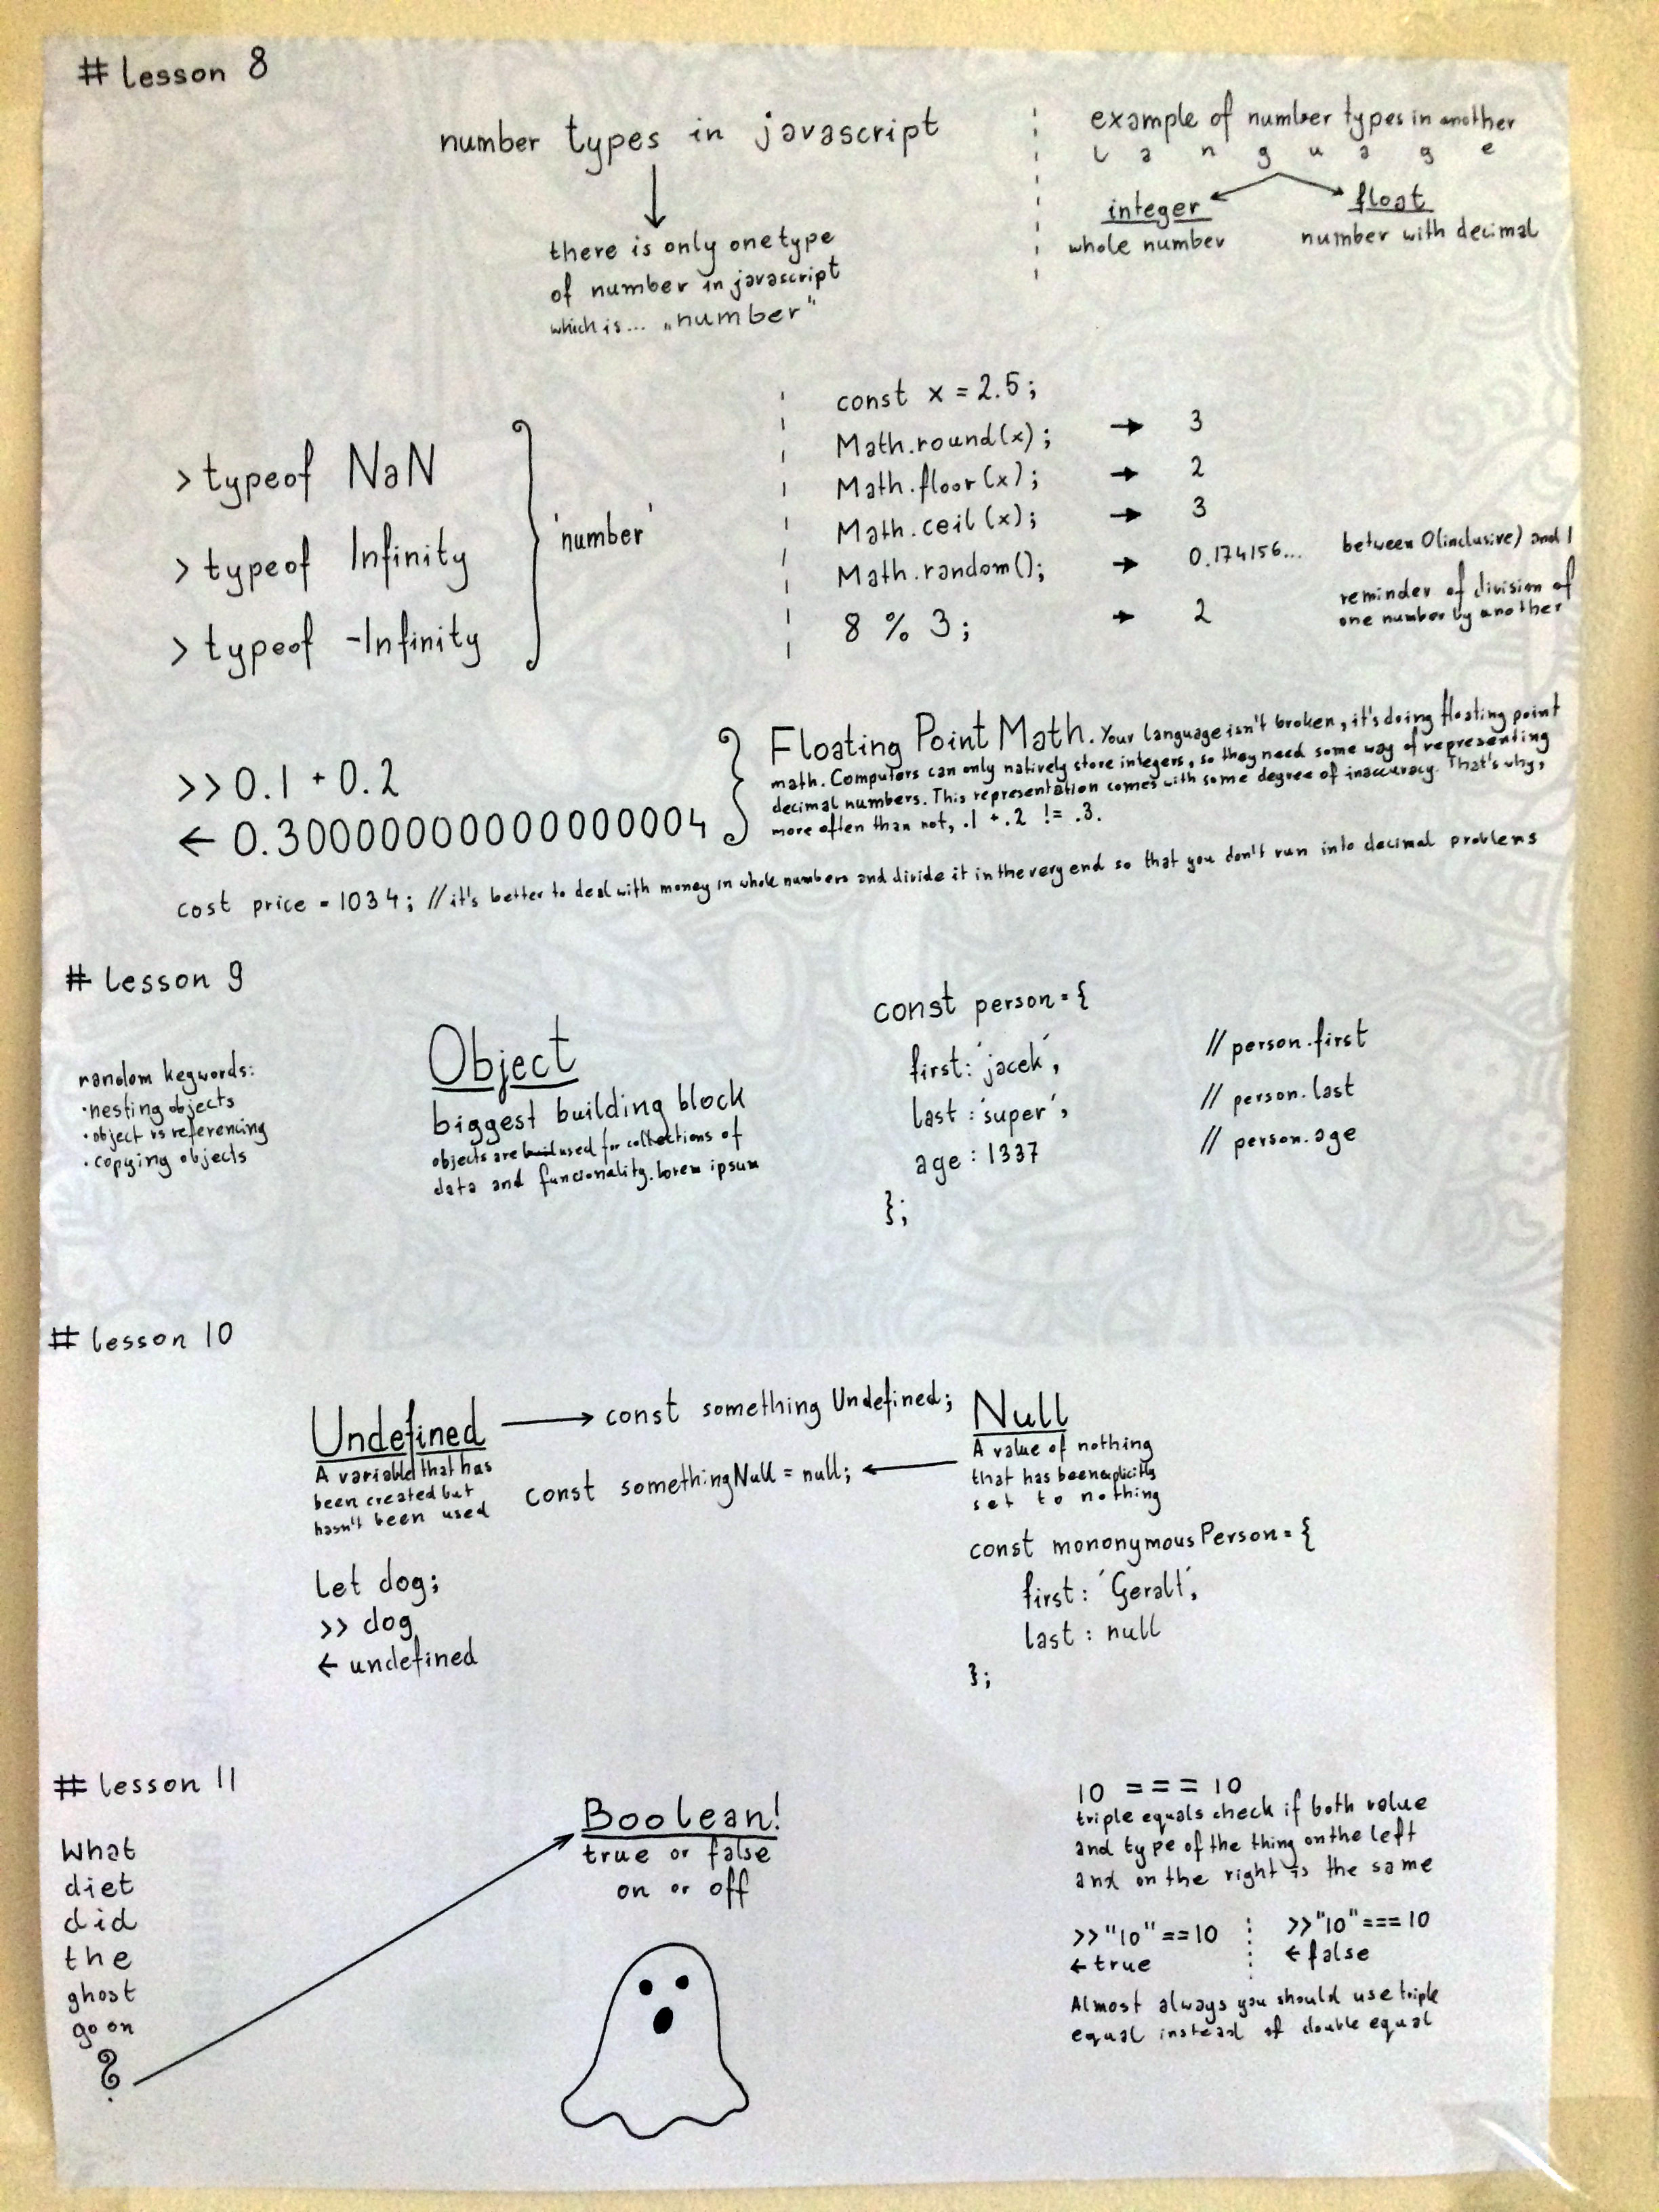 # lesson 8
number types in javascript
there is only one type
of number in javascript
which is... „number"
example of number types in another
l a n g u a g e
integer
whole number
float
number with decimal
> typeof NaN
> typeof Infinity
> typeof -Infinity
'number'
const x = 2.5;
Math.round(x); → 3
Math.floor(x); → 2
Math.ceil(x); → 3
Math.random(); → 0.174156... between 0(inclusive) and 1
8 % 3; → 2 reminder of division of
one number by another
>> 0.1 + 0.2
← 0.30000000000000004
Floating Point Math. Your language isn't broken, it's doing floating point
math. Computers can only natively store integers, so they need some way of representing
decimal numbers. This representation comes with some degree of inaccuracy. That's why,
more often than not, .1 + .2 != .3.
cost price = 1034; // it's better to deal with money in whole numbers and divide it in the very end so that you don't run into decimal problems
# lesson 9
random keywords:
• nesting objects
• object vs referencing
• copying objects
Object
biggest building block
objects are used for collections of
data and funcionality. lorem ipsum
const person = {
first: 'jacek', // person.first
last: 'super', // person.last
age: 1337 // person.age
};
# lesson 10
Undefined → const something Undefined;
A variable that has
been created but
hasn't been used
let dog;
>> dog
← undefined
Null
A value of nothing
that has been explicitly
set to nothing
const somethingNull = null; ←
const mononymousPerson = {
first: 'Geralt',
last: null
};
# lesson 11
What
diet
did
the
ghost
go on
?
Boolean!
true or false
on or off
10 === 10
triple equals check if both value
and type of the thing on the left
and on the right is the same
>> "10" == 10
← true
>> "10" === 10
← false
Almost always you should use triple
equal instead of double equal